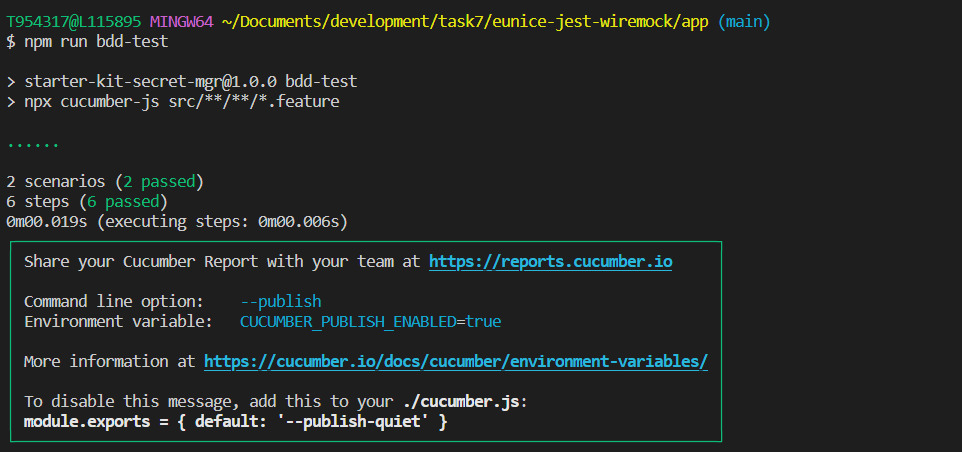 T954317@L115895 MINGW64 ~/Documents/development/task7/eunice-jest-wiremock/app (main)
$ npm run bdd-test
> starter-kit-secret-mgr@1.0.0 bdd-test
> npx cucumber-js src/**/**/*.feature
......
2 scenarios (2 passed)
6 steps (6 passed)
0m00.019s (executing steps: 0m00.006s)
Share your Cucumber Report with your team at https://reports.cucumber.io
Command line option: --publish
Environment variable: CUCUMBER_PUBLISH_ENABLED=true
More information at https://cucumber.io/docs/cucumber/environment-variables/
To disable this message, add this to your ./cucumber.js:
module.exports = { default: '--publish-quiet' }